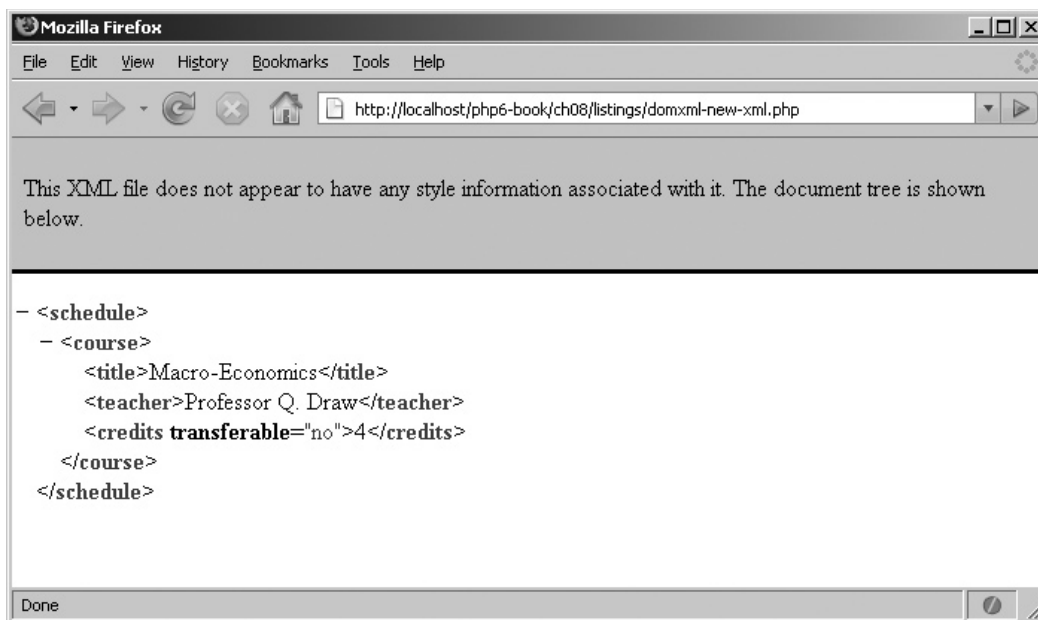 Mozilla Firefox
File Edit View History Bookmarks Tools Help
http://localhost/php6-book/ch08/listings/domxml-new-xml.php
This XML file does not appear to have any style information associated with it. The document tree is shown
below.
− <schedule>
− <course>
<title>Macro-Economics</title>
<teacher>Professor Q. Draw</teacher>
<credits transferable="no">4</credits>
</course>
</schedule>
Done